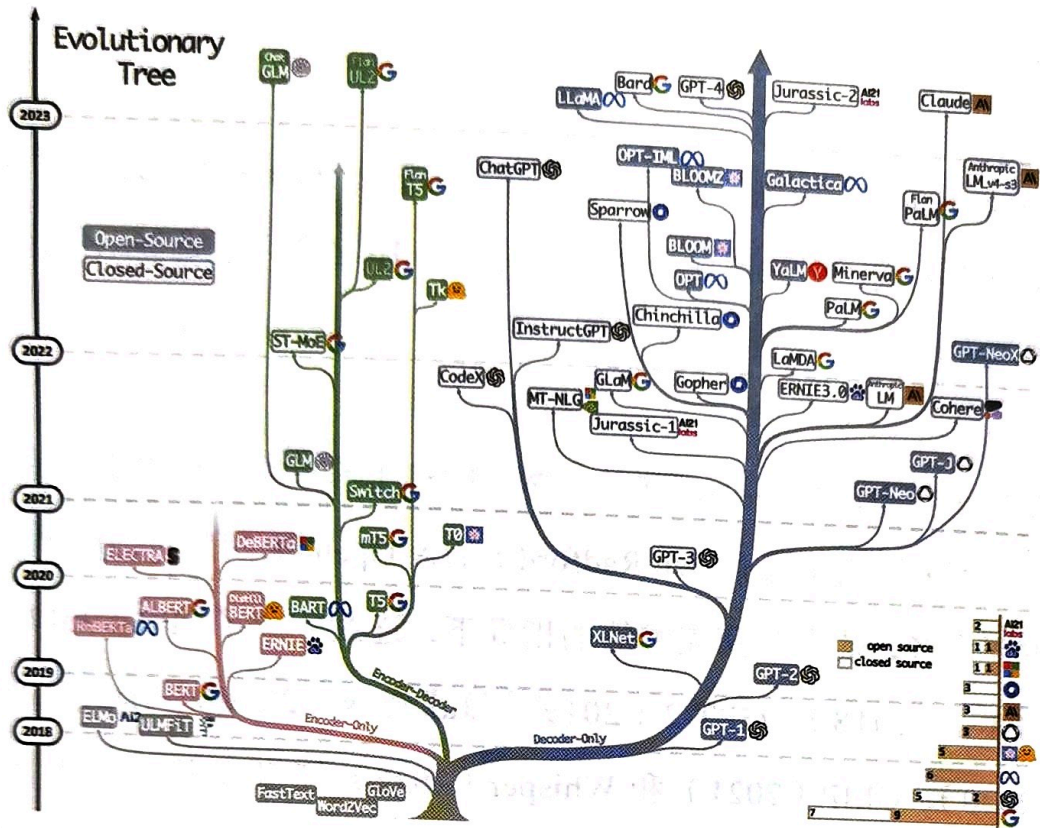 Evolutionary
Tree
2023
2022
2021
2020
2019
2018
Open-Source
Closed-Source
Chat
GLM
Flan
UL2
Flan
T5
UL2
Tk
ST-MoE
GLM
Switch
mT5
T0
T5
BART
ELECTRA
DeBERTa
ALBERT
Distill
BERT
RoBERTa
ERNIE
BERT
ELMo AI2
ULMFiT
Encoder-Only
Encoder-Decoder
Decoder-Only
FastText
Word2Vec
GloVe
LLaMA
Bard
GPT-4
Jurassic-2 AI21 labs
Claude
ChatGPT
OPT-IML
BLOOMZ
Galactica
Anthropic
LM_v4-s3
Sparrow
Flan
PaLM
BLOOM
OPT
YaLM Y
Minerva
Chinchilla
PaLM
InstructGPT
LaMDA
GPT-NeoX
CodeX
GLaM
Gopher
ERNIE3.0
Anthropic
LM
MT-NLG
Cohere
Jurassic-1 AI21 labs
GPT-J
GPT-Neo
GPT-3
XLNet
GPT-2
GPT-1
open source
closed source
2 AI21 labs
1 1
1 1
3
3
3
5
6
5 2
7 9